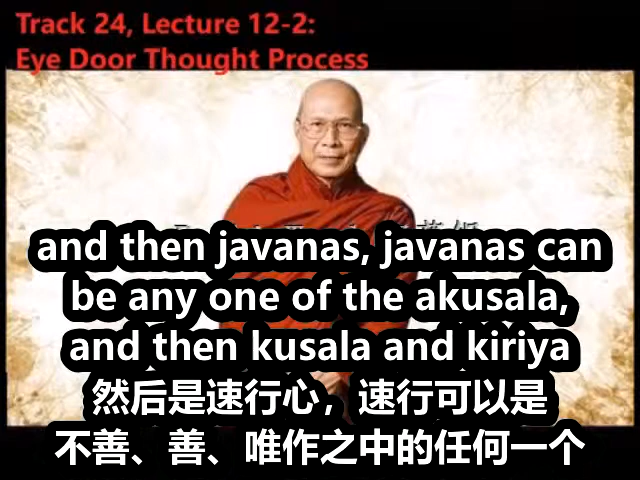 Track 24, Lecture 12-2:
Eye Door Thought Process
and then javanas, javanas can
be any one of the akusala,
and then kusala and kiriya
然后是速行心，速行可以是
不善、善、唯作之中的任何一个